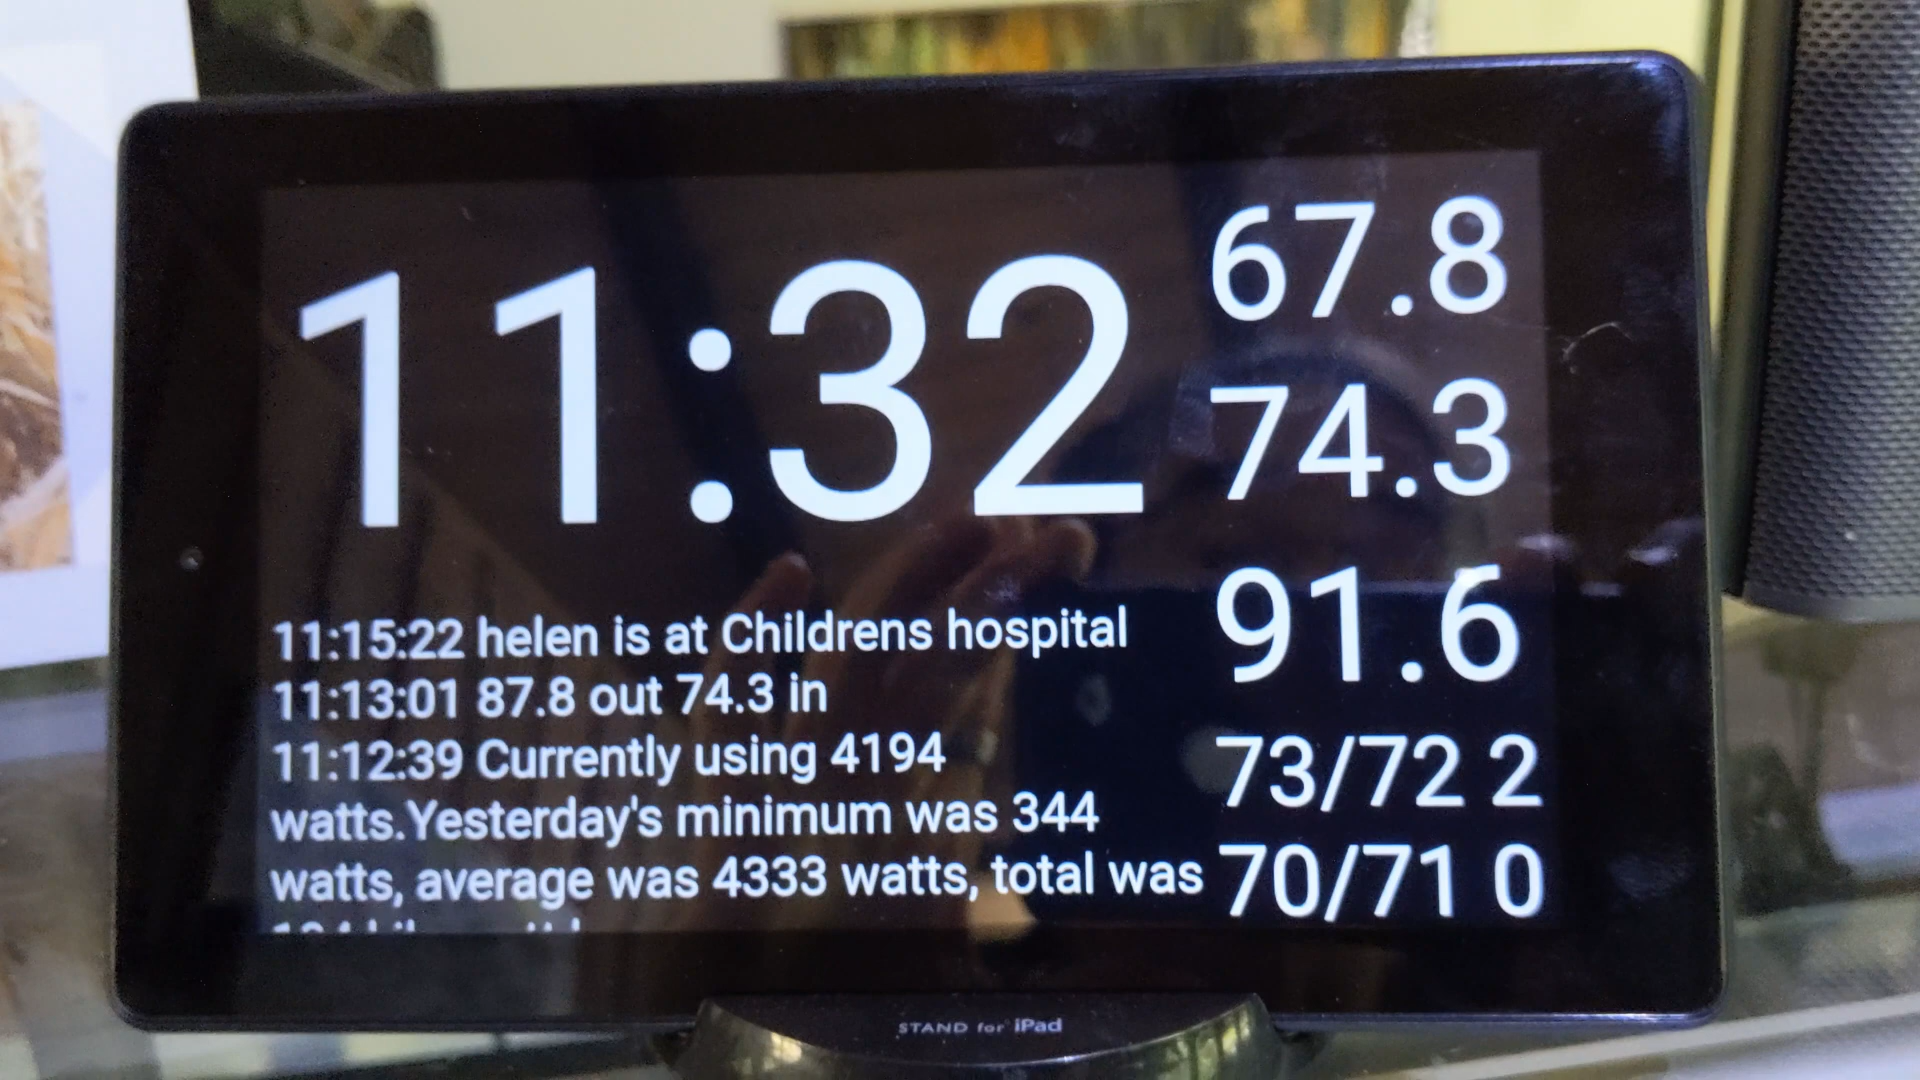 11:32
67.8
74.3
91.6
73/72 2
70/71 0
11:15:22 helen is at Childrens hospital
11:13:01 87.8 out 74.3 in
11:12:39 Currently using 4194
watts.Yesterday's minimum was 344
watts, average was 4333 watts, total was
STAND for iPad